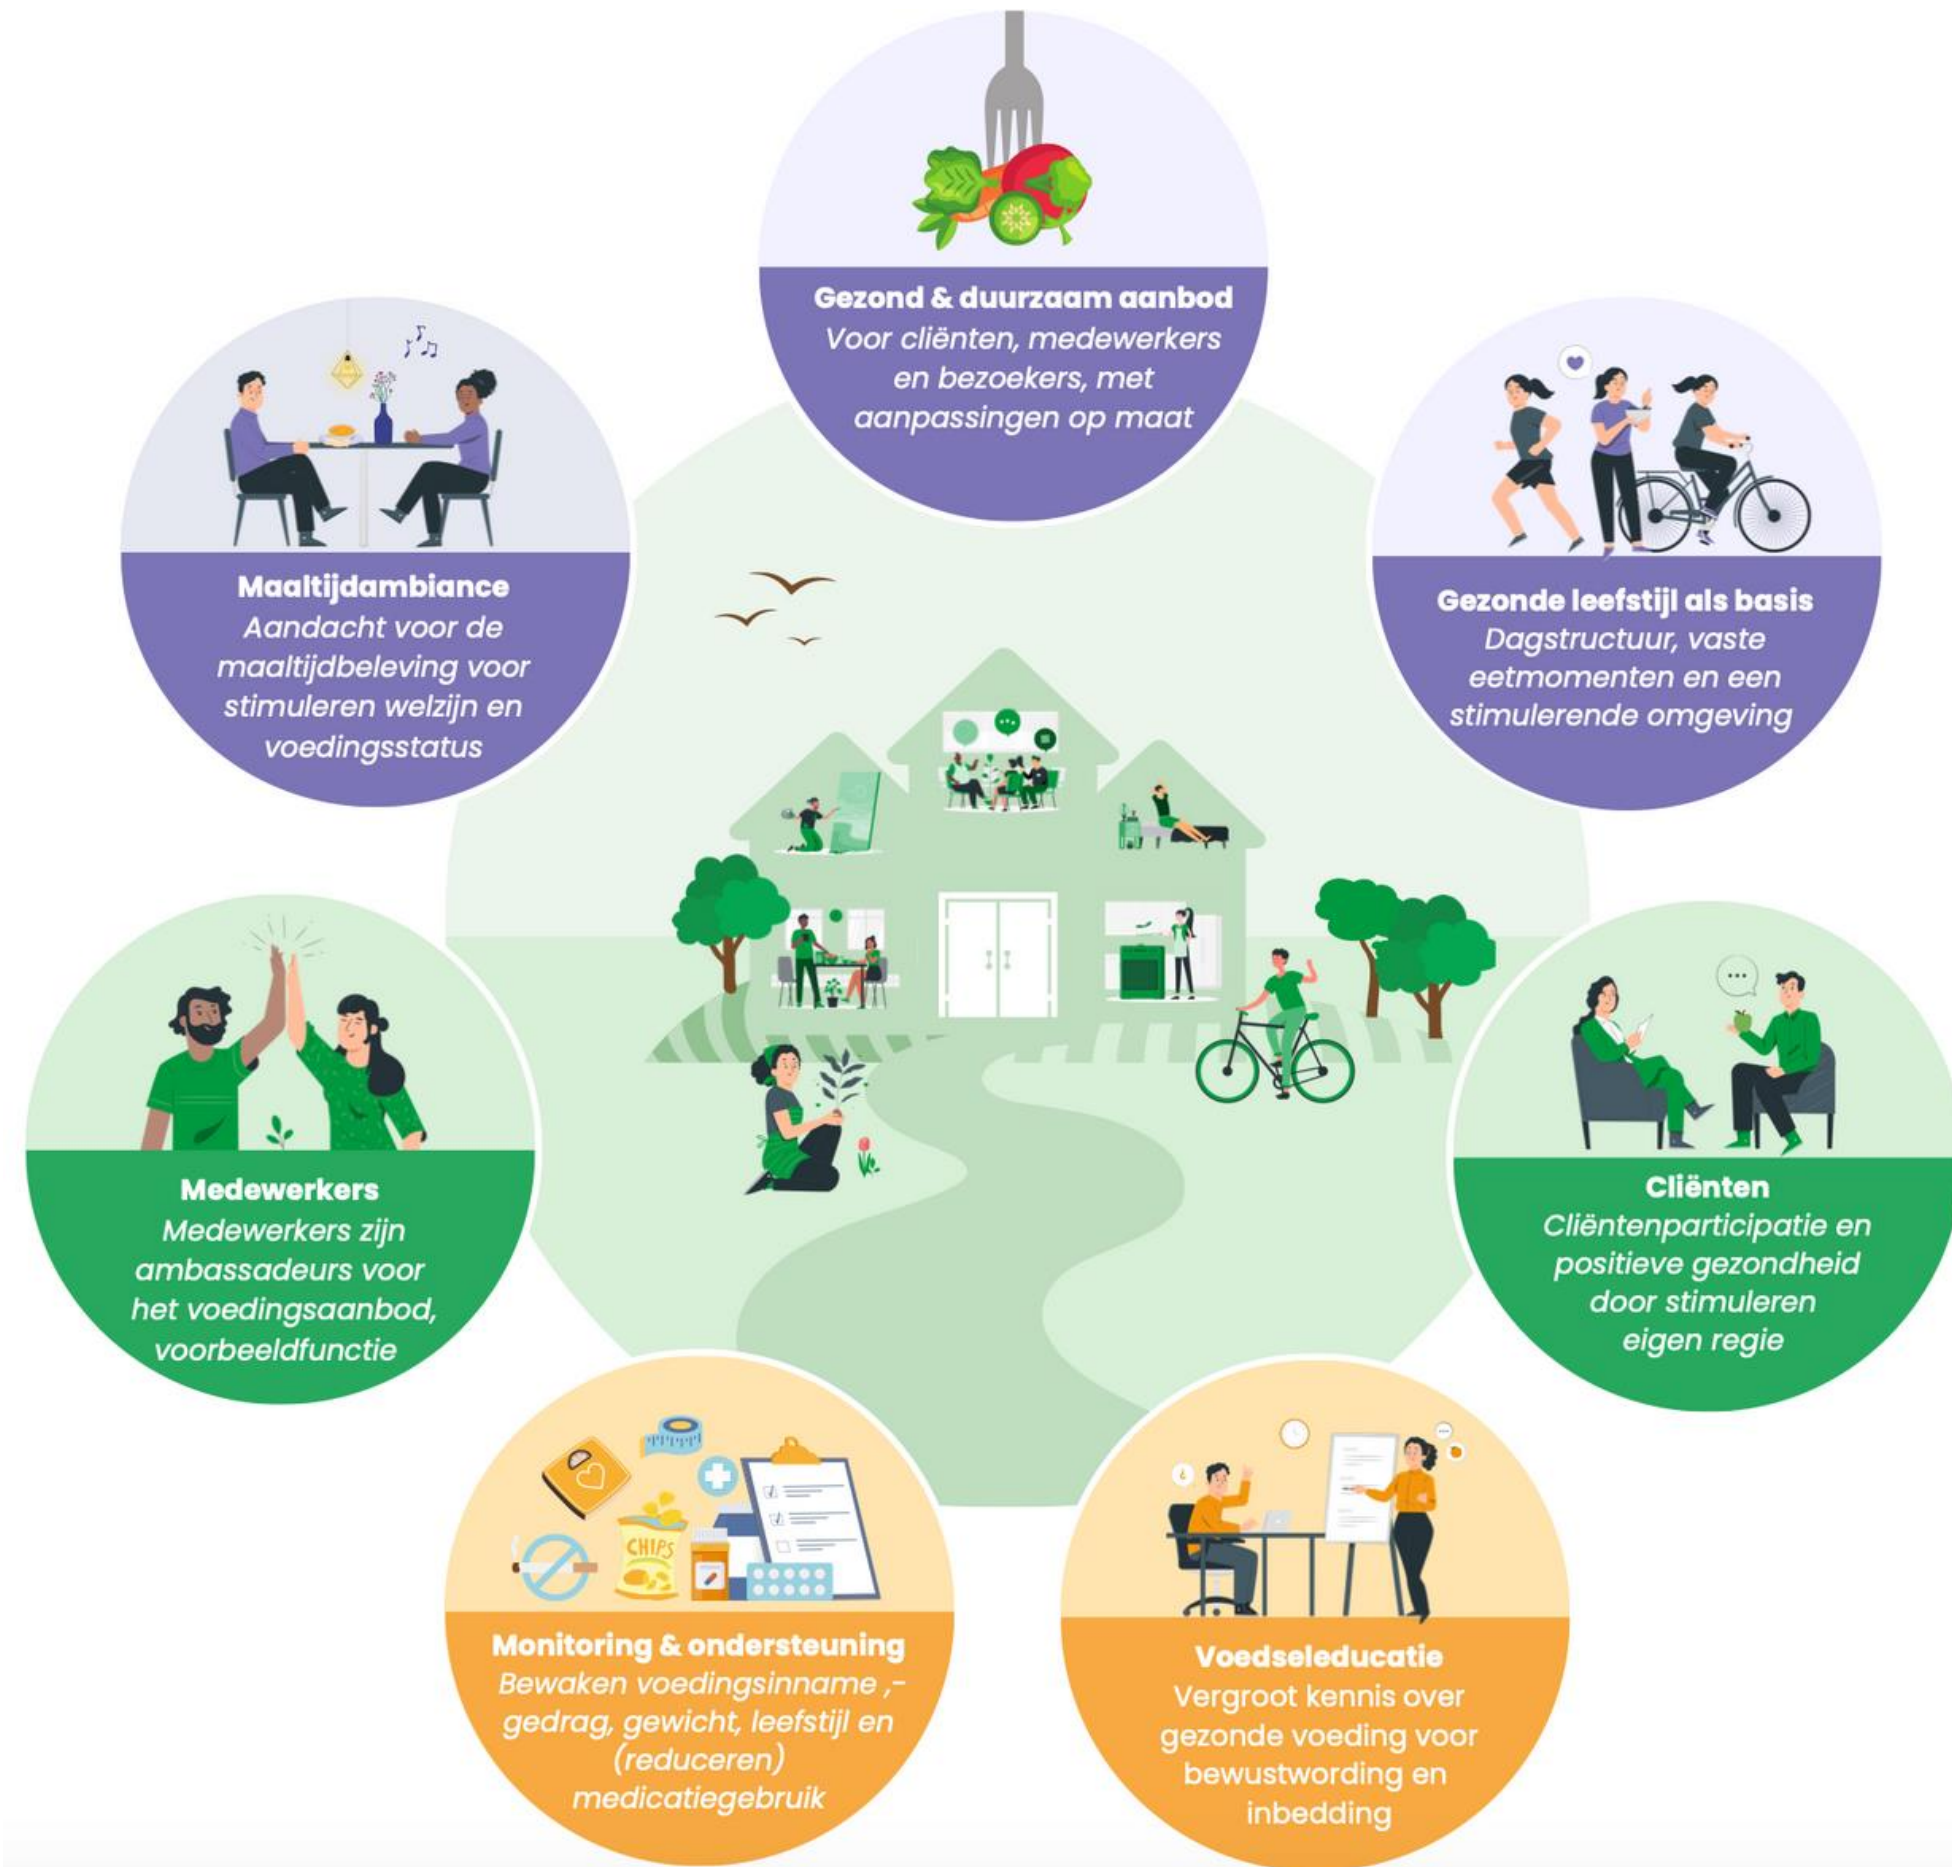 Gezond & duurzaam aanbod
Voor cliënten, medewerkers
en bezoekers, met
aanpassingen op maat
Maaltijdambiance
Aandacht voor de
maaltijdbeleving voor
stimuleren welzijn en
voedingsstatus
Gezonde leefstijl als basis
Dagstructuur, vaste
eetmomenten en een
stimulerende omgeving
Medewerkers
Medewerkers zijn
ambassadeurs voor
het voedingsaanbod,
voorbeeldfunctie
Cliënten
Cliëntenparticipatie en
positieve gezondheid
door stimuleren
eigen regie
CHIPS
Monitoring & ondersteuning
Bewaken voedingsinname ,-
gedrag, gewicht, leefstijl en
(reduceren)
medicatiegebruik
Voedseleducatie
Vergroot kennis over
gezonde voeding voor
bewustwording en
inbedding